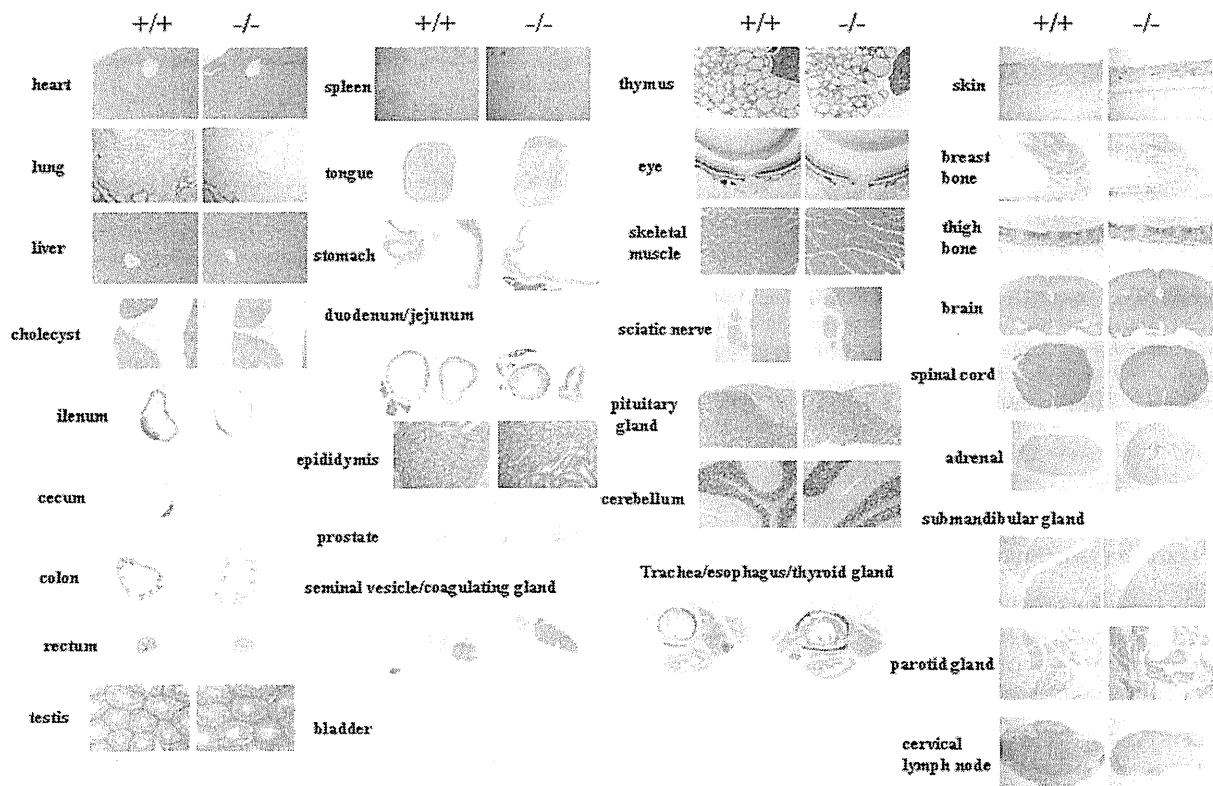 +/+ -/-
heart
lung
liver
cholecyst
ilenum
cecum
colon
rectum
testis
+/+ -/-
spleen
tongue
stomach
duodenum/jejunum
epididymis
prostate
seminal vesicle/coagulating gland
bladder
+/+ -/-
thymus
eye
skeletal
muscle
sciatic nerve
pituitary
gland
cerebellum
Trachea/esophagus/thyroid gland
+/+ -/-
skin
breast
bone
thigh
bone
brain
spinal cord
adrenal
submandibular gland
parotid gland
cervical
lymph node